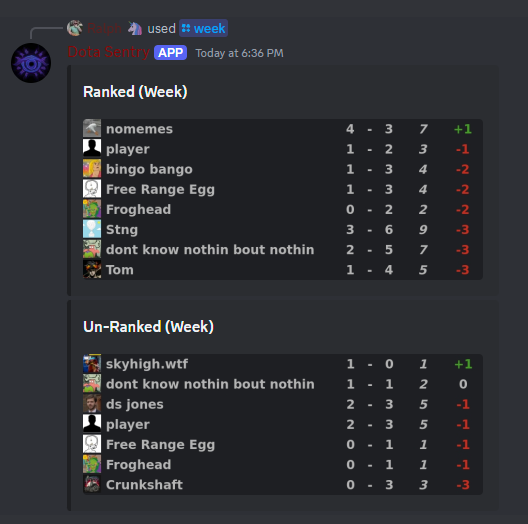 used week
Dota Sentry APP Today at 6:36 PM
Ranked (Week)
nomemes 4 - 3 7 +1
player 1 - 2 3 -1
bingo bango 1 - 3 4 -2
Free Range Egg 1 - 3 4 -2
Froghead 0 - 2 2 -2
Stng 3 - 6 9 -3
dont know nothin bout nothin 2 - 5 7 -3
Tom 1 - 4 5 -3
Un-Ranked (Week)
skyhigh.wtf 1 - 0 1 +1
dont know nothin bout nothin 1 - 1 2 0
ds jones 2 - 3 5 -1
player 2 - 3 5 -1
Free Range Egg 0 - 1 1 -1
Froghead 0 - 1 1 -1
Crunkshaft 0 - 3 3 -3